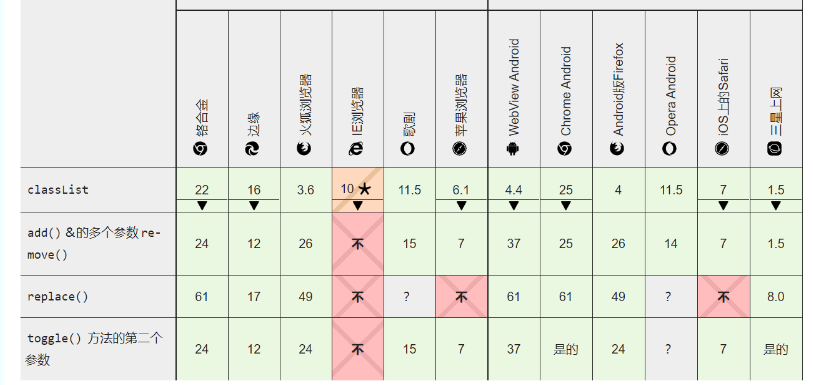 铬合金 边缘 火狐浏览器 IE浏览器 歌剧 苹果浏览器 WebView Android Chrome Android Android版Firefox Opera Android iOS上的Safari 三星上网
classList 22 16 3.6 10 ★ 11.5 6.1 4.4 25 4 11.5 7 1.5
▼ ▼ ▼ ▼ ▼ ▼ ▼ ▼
add() &的多个参数 re-
move() 24 12 26 不 15 7 37 25 26 14 7 1.5
replace() 61 17 49 不 ? 不 61 61 49 ? 不 8.0
toggle() 方法的第二个
参数 24 12 24 不 15 7 37 是的 24 ? 7 是的